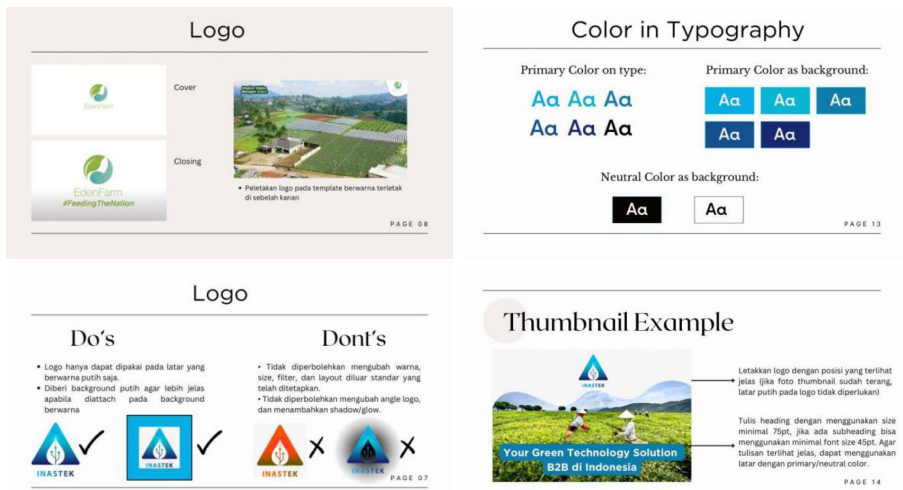 Logo
Cover
EdenFarm
Closing
EdenFarm
#FeedingTheNation
• Peletakan logo pada template berwarna terletak
di sebelah kanan
PAGE 08
Color in Typography
Primary Color on type:
Aa Aa Aa
Aa Aa Aa
Primary Color as background:
Aa Aa Aa
Aa Aa
Neutral Color as background:
Aa Aa
PAGE 13
Logo
Do's
• Logo hanya dapat dipakai pada latar yang
berwarna putih saja.
• Diberi background putih agar lebih jelas
apabila diattach pada background
berwarna
INASTEK
INASTEK
Dont's
• Tidak diperbolehkan mengubah warna,
size, filter, dan layout diluar standar yang
telah ditetapkan.
• Tidak diperbolehkan mengubah angle logo,
dan menambahkan shadow/glow.
INASTEK
INASTEK
PAGE 07
Thumbnail Example
INASTEK
Your Green Technology Solution
B2B di Indonesia
Letakkan logo dengan posisi yang terlihat
jelas (jika foto thumbnail sudah terang,
latar putih pada logo tidak diperlukan)
Tulis heading dengan menggunakan size
minimal 75pt, jika ada subheading bisa
menggunakan minimal font size 45pt. Agar
tulisan terlihat jelas, dapat menggunakan
latar dengan primary/neutral color.
PAGE 14